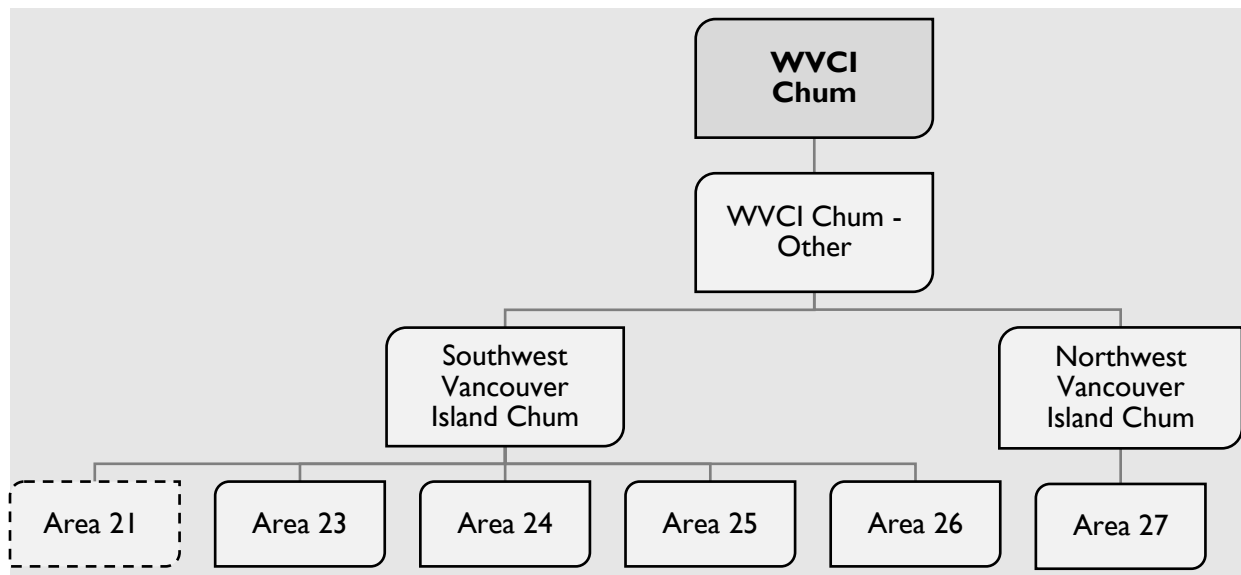 WVCI
Chum
WVCI Chum -
Other
Southwest
Vancouver
Island Chum
Northwest
Vancouver
Island Chum
Area 21
Area 23
Area 24
Area 25
Area 26
Area 27